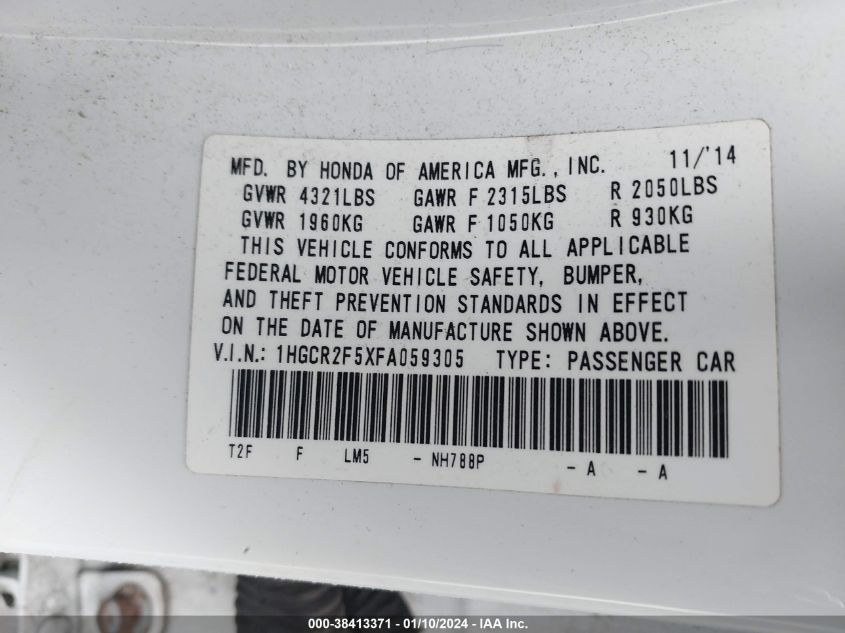 MFD. BY HONDA OF AMERICA MFG., INC. 11/'14
GVWR 4321LBS GAWR F 2315LBS R 2050LBS
GVWR 1960KG GAWR F 1050KG R 930KG
THIS VEHICLE CONFORMS TO ALL APPLICABLE
FEDERAL MOTOR VEHICLE SAFETY, BUMPER,
AND THEFT PREVENTION STANDARDS IN EFFECT
ON THE DATE OF MANUFACTURE SHOWN ABOVE.
V.I.N.: 1HGCR2F5XFA059305 TYPE: PASSENGER CAR
T2F F LM5 - NH788P - A - A
000-38413371 - 01/10/2024 - IAA Inc.